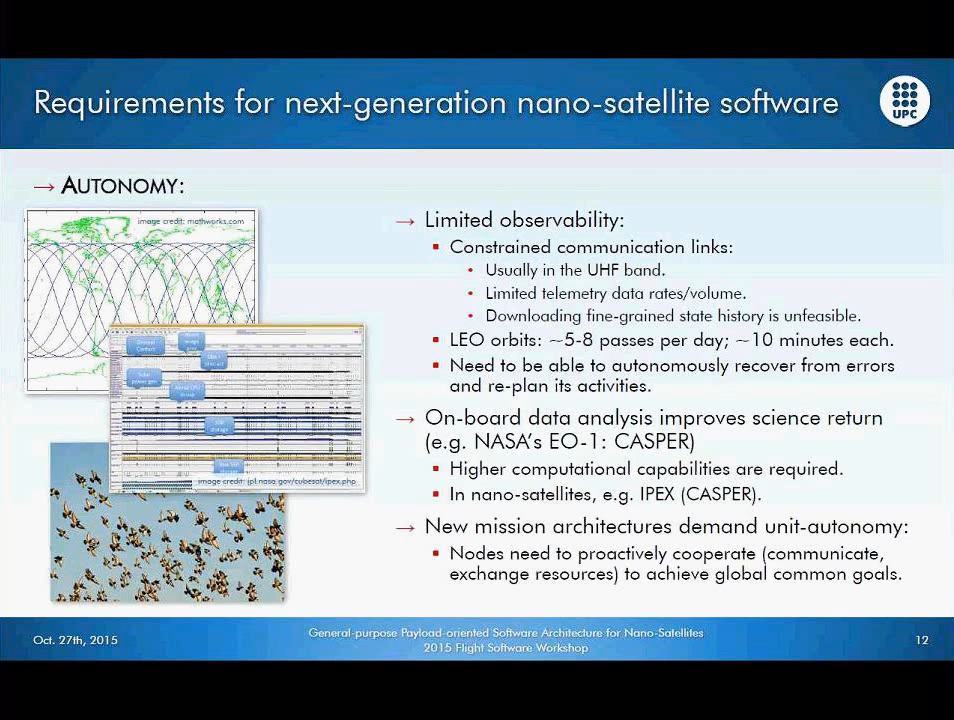 Requirements for next-generation nano-satellite software
UPC
→ AUTONOMY:
image credit: mathworks.com
image credit: jpl.nasa.gov/cubesat/ipex.php
→ Limited observability:
▪ Constrained communication links:
• Usually in the UHF band.
• Limited telemetry data rates/volume.
• Downloading fine-grained state history is unfeasible.
▪ LEO orbits: ~5-8 passes per day; ~10 minutes each.
▪ Need to be able to autonomously recover from errors
and re-plan its activities.
→ On-board data analysis improves science return
(e.g. NASA's EO-1: CASPER)
▪ Higher computational capabilities are required.
▪ In nano-satellites, e.g. IPEX (CASPER).
→ New mission architectures demand unit-autonomy:
▪ Nodes need to proactively cooperate (communicate,
exchange resources) to achieve global common goals.
Oct. 27th, 2015
General-purpose Payload-oriented Software Architecture for Nano-Satellites
2015 Flight Software Workshop
12